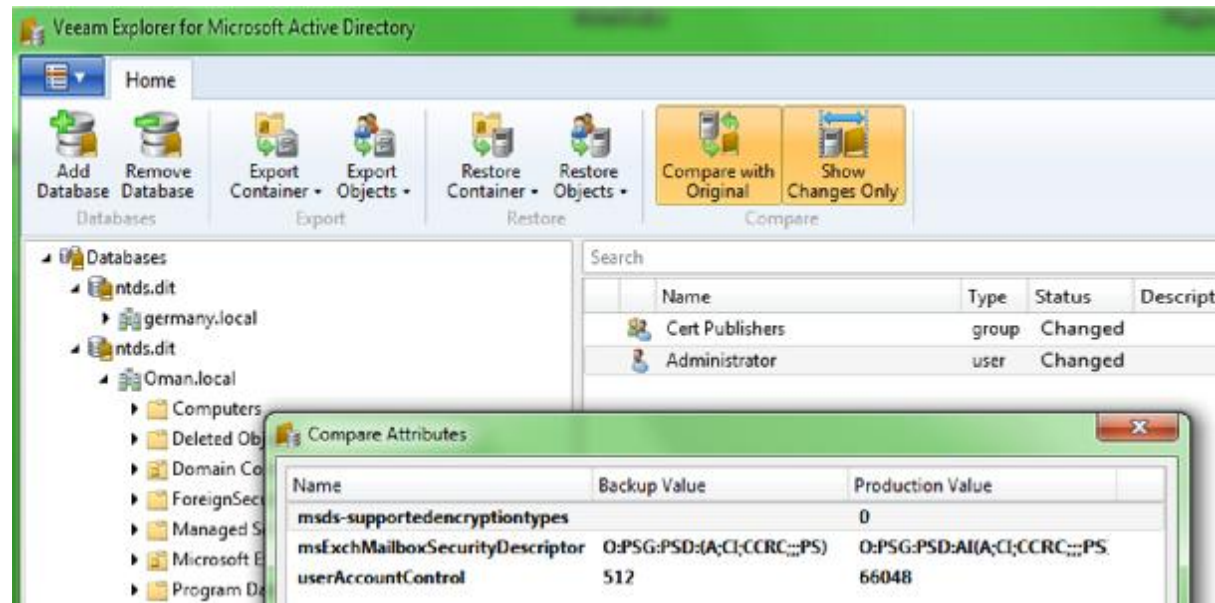 Veeam Explorer for Microsoft Active Directory
Home
Add Database
Remove Database
Export Container
Export Objects
Restore Container
Restore Objects
Compare with Original
Show Changes Only
Databases
Export
Restore
Compare
Databases
ntds.dit
germany.local
ntds.dit
Oman.local
Computers
Deleted Obj
Domain Co
ForeignSecu
Managed S
Microsoft E
Program Da
Search
Name Type Status Descript
Cert Publishers group Changed
Administrator user Changed
Compare Attributes
Name Backup Value Production Value
msds-supportedencryptiontypes 0
msExchMailboxSecurityDescriptor O:PSG:PSD:(A;CI;CCRC;;;PS) O:PSG:PSD:AI(A;CI;CCRC;;;PS
userAccountControl 512 66048